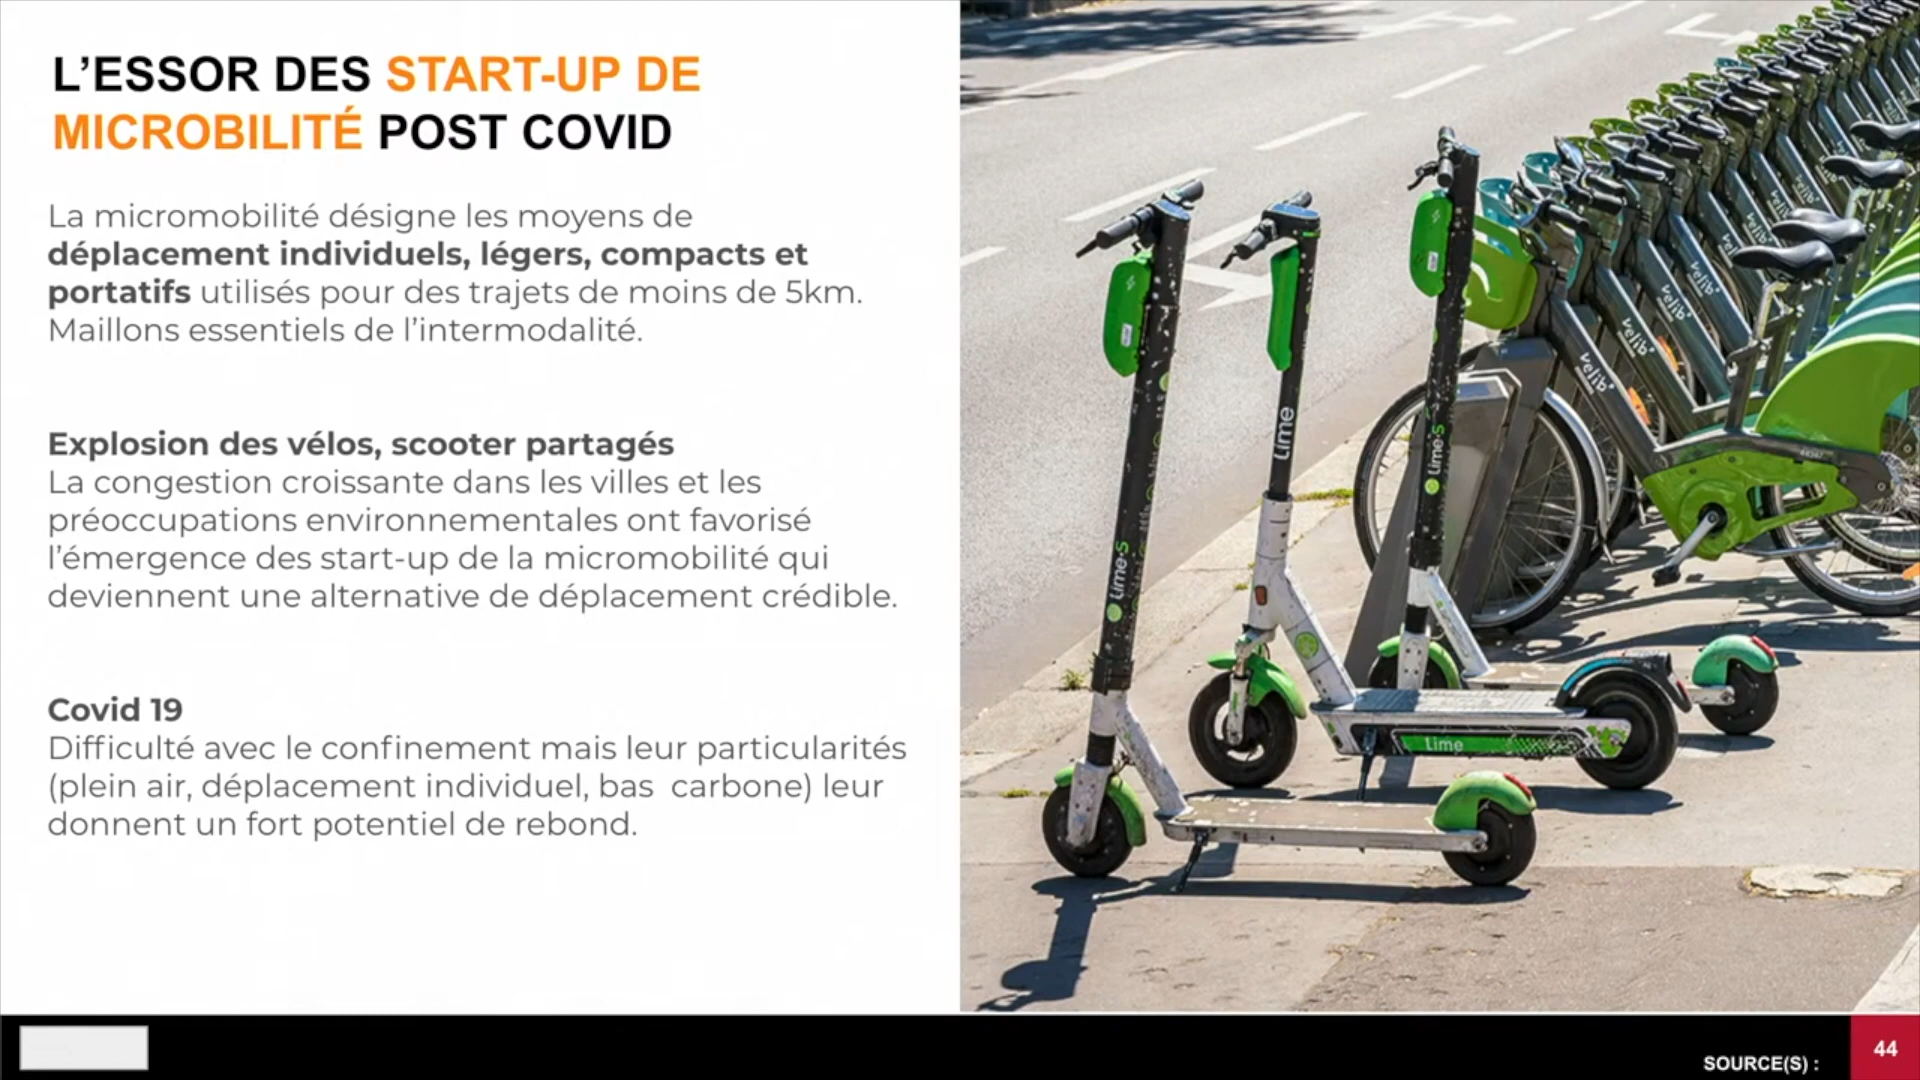 L’ESSOR DES START-UP DE
MICROBILITÉ POST COVID
La micromobilité désigne les moyens de
déplacement individuels, légers, compacts et
portatifs utilisés pour des trajets de moins de 5km.
Maillons essentiels de l’intermodalité.
Explosion des vélos, scooter partagés
La congestion croissante dans les villes et les
préoccupations environnementales ont favorisé
l’émergence des start-up de la micromobilité qui
deviennent une alternative de déplacement crédible.
Covid 19
Difficulté avec le confinement mais leur particularités
(plein air, déplacement individuel, bas  carbone) leur
donnent un fort potentiel de rebond.
Lime-S
Lime
Lime-S
Lime
velib'
velib'
velib'
velib'
SOURCE(S) :
44